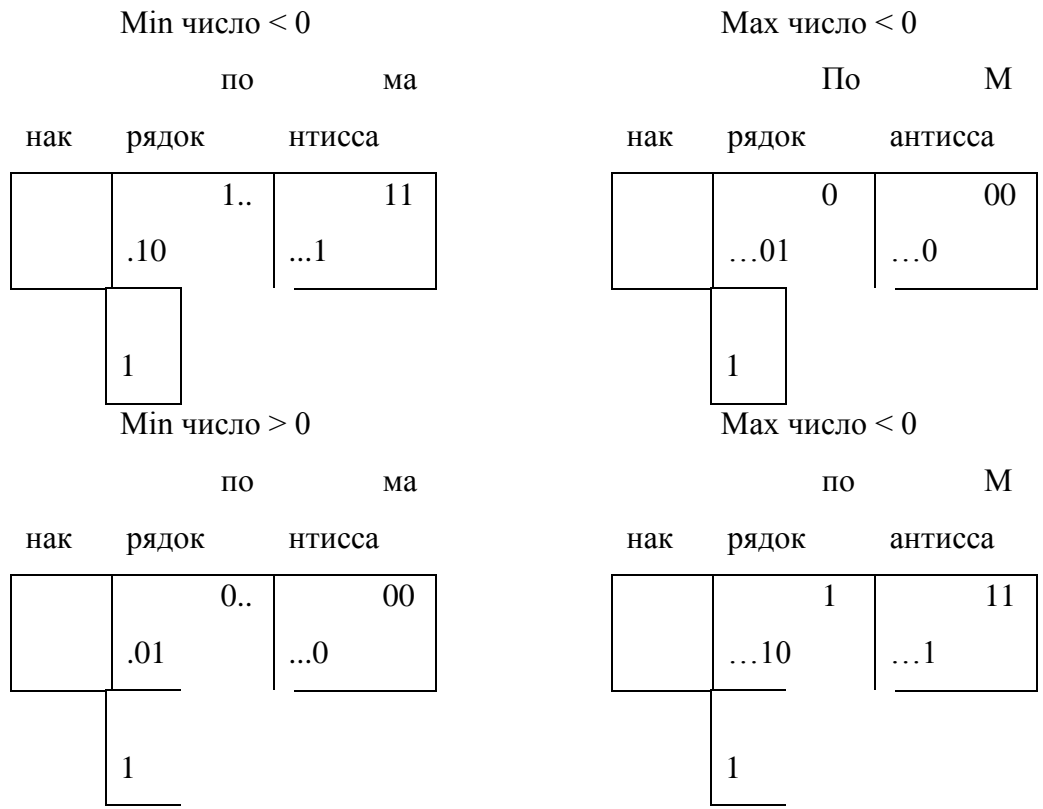 Min число < 0 Max число < 0
по ма По М
нак рядок нтисса нак рядок антисса
1.. 11 0 00
.10 ...1 …01 …0
1 1
Min число > 0 Max число < 0
по ма по М
нак рядок нтисса нак рядок антисса
0.. 00 1 11
.01 ...0 …10 …1
1 1